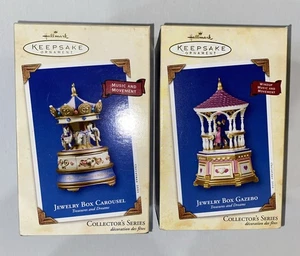 Hallmark
KEEPSAKE
ORNAMENT
MUSIC AND
MOVEMENT
JEWELRY BOX CAROUSEL
Treasures and Dreams
COLLECTOR'S SERIES
décoration des fêtes
Hallmark
KEEPSAKE
ORNAMENT
WINDUP
MUSIC AND
MOVEMENT
JEWELRY BOX GAZEBO
Treasures and Dreams
COLLECTOR'S SERIES
décoration des fêtes